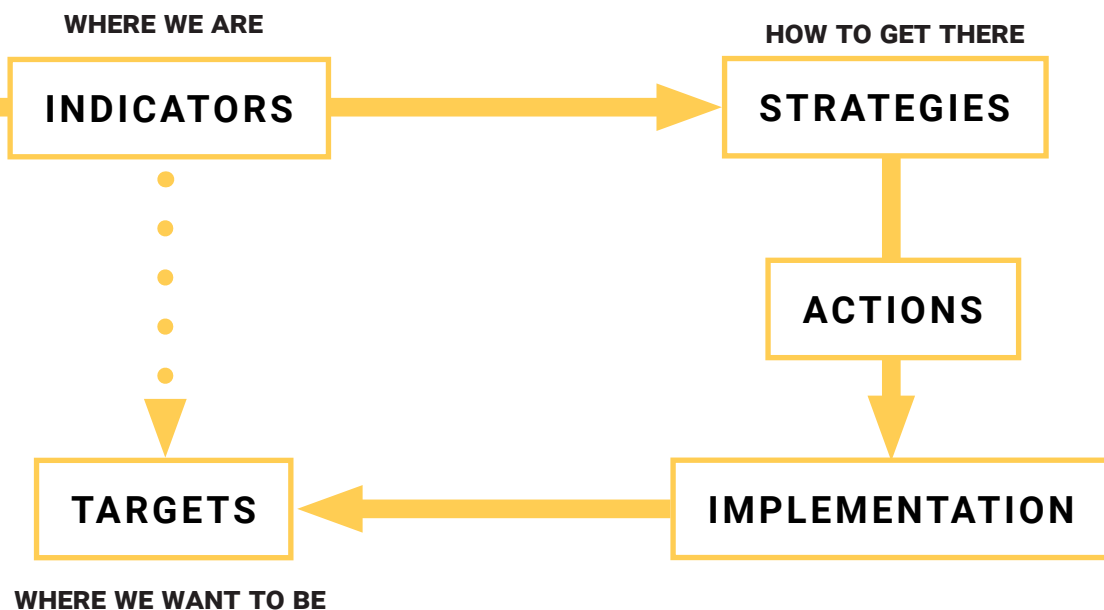 WHERE WE ARE
HOW TO GET THERE
INDICATORS
STRATEGIES
ACTIONS
TARGETS
IMPLEMENTATION
WHERE WE WANT TO BE